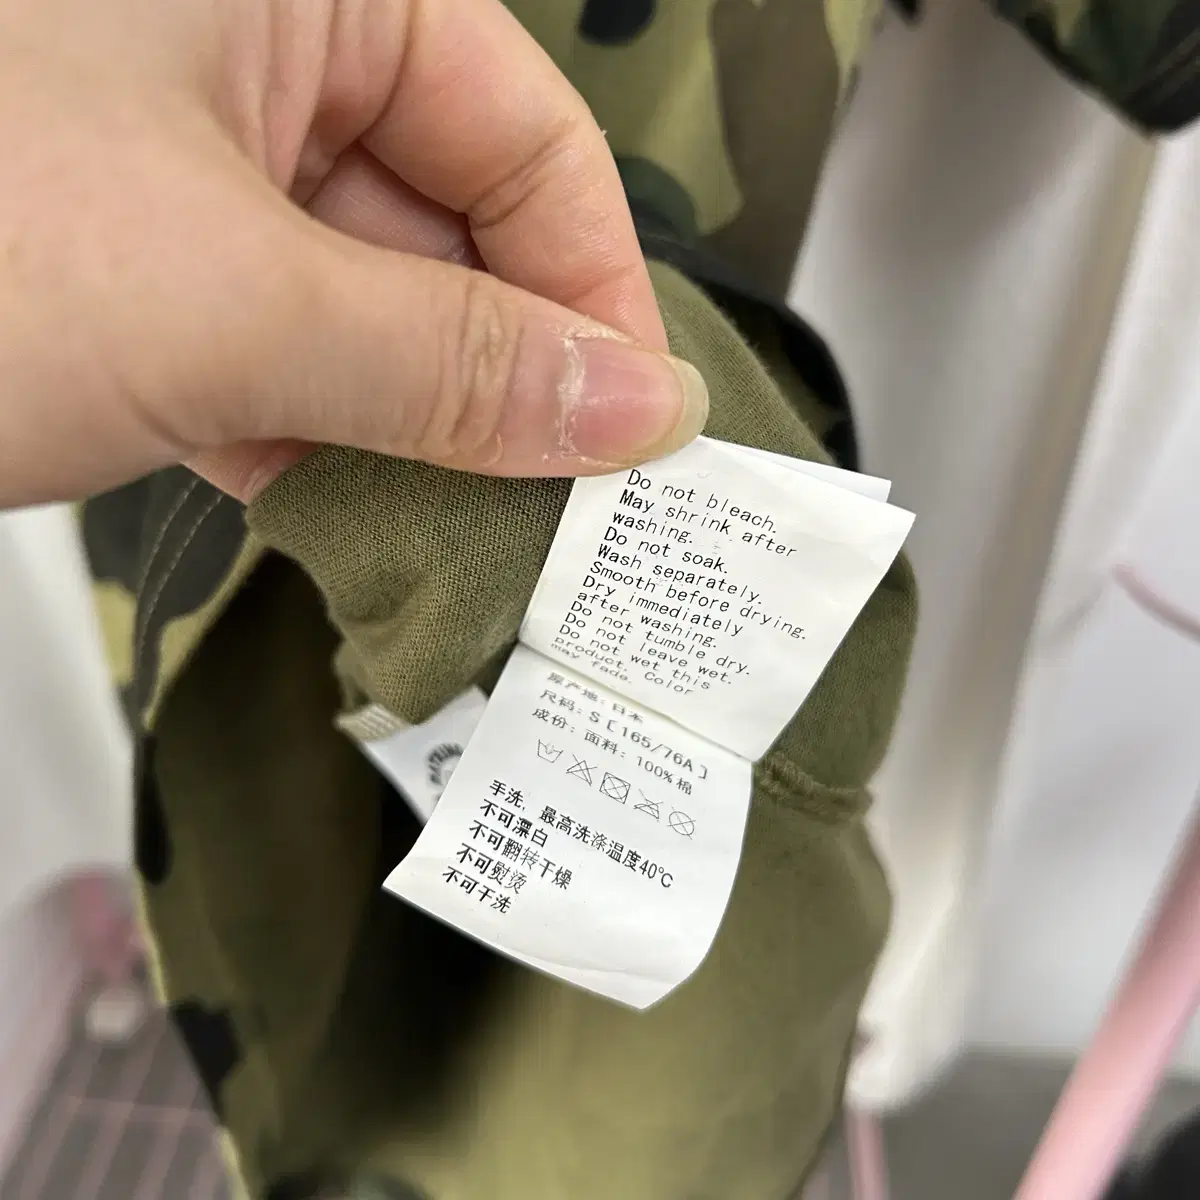 Do not bleach.
May shrink after
washing.
Do not soak.
Wash separately.
Smooth before drying.
Dry immediately
after washing.
Do not tumble dry.
Do not leave wet.
Do not wet this
product. Color
may fade.
原产地: 日本
尺码: S [165/76A]
成份: 面料: 100%棉
手洗, 最高洗涤温度40℃
不可漂白
不可翻转干燥
不可熨烫
不可干洗